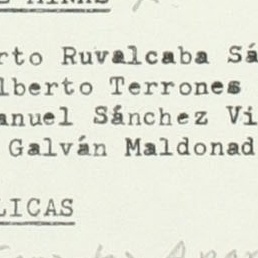 rto Ruvalcaba Sá
lberto Terrones
anuel Sánchez Vi
Galván Maldonad
LICAS